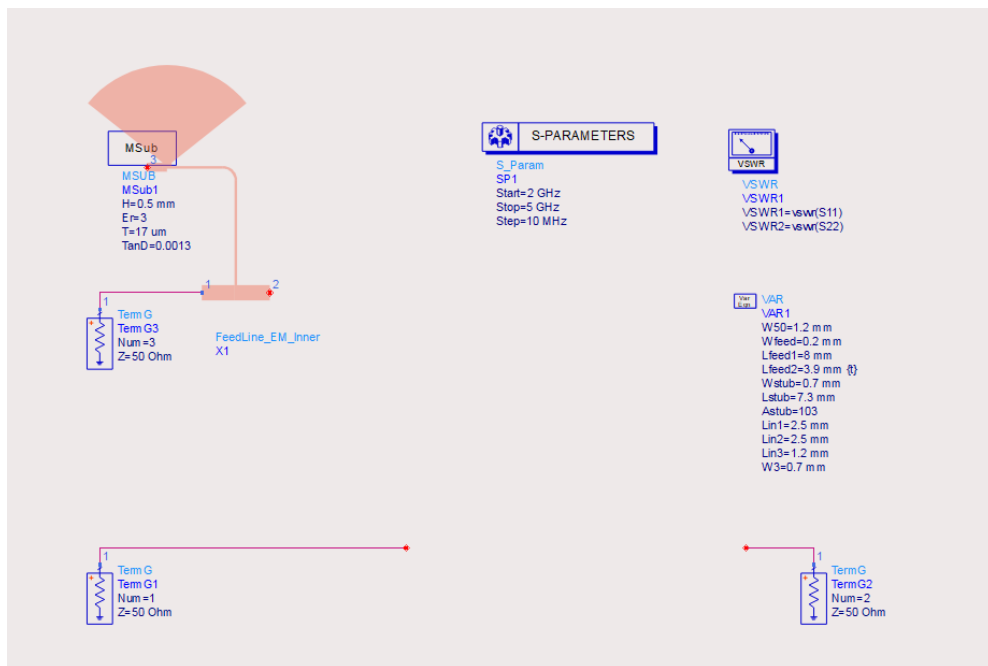 MSub
3
MSUB
MSub1
H=0.5 mm
Er=3
T=17 um
TanD=0.0013
S-PARAMETERS
S_Param
SP1
Start=2 GHz
Stop=5 GHz
Step=10 MHz
VSWR
VSWR
VSWR1
VSWR1=vswr(S11)
VSWR2=vswr(S22)
1
2
1
TermG
TermG3
Num=3
Z=50 Ohm
FeedLine_EM_Inner
X1
Var
Eqn
VAR
VAR1
W50=1.2 mm
Wfeed=0.2 mm
Lfeed1=8 mm
Lfeed2=3.9 mm {t}
Wstub=0.7 mm
Lstub=7.3 mm
Astub=103
Lin1=2.5 mm
Lin2=2.5 mm
Lin3=1.2 mm
W3=0.7 mm
1
TermG
TermG1
Num=1
Z=50 Ohm
1
TermG
TermG2
Num=2
Z=50 Ohm